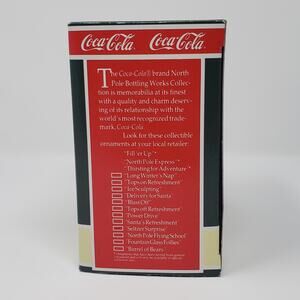 Coca-Cola Coca-Cola
The Coca-Cola® brand North
Pole Bottling Works Collec-
tion is memorabilia at its finest
with a quality and charm deserv-
ing of its relationship with the
world's most recognized trade-
mark, Coca-Cola.
Look for these collectible
ornaments at your local retailer:
"Fill 'er Up"*
"North Pole Express"*
"Thirsting for Adventure"*
"Long Winter's Nap"
"Tops on Refreshment"
"Ice Sculpting"
"Delivery for Santa"
"Blast Off"
"Tops off Refreshment"
"Power Drive"
"Santa's Refreshment"
"Seltzer Surprise"
"North Pole Flying School"
"Fountain Glass Follies"
"Barrel of Bears"